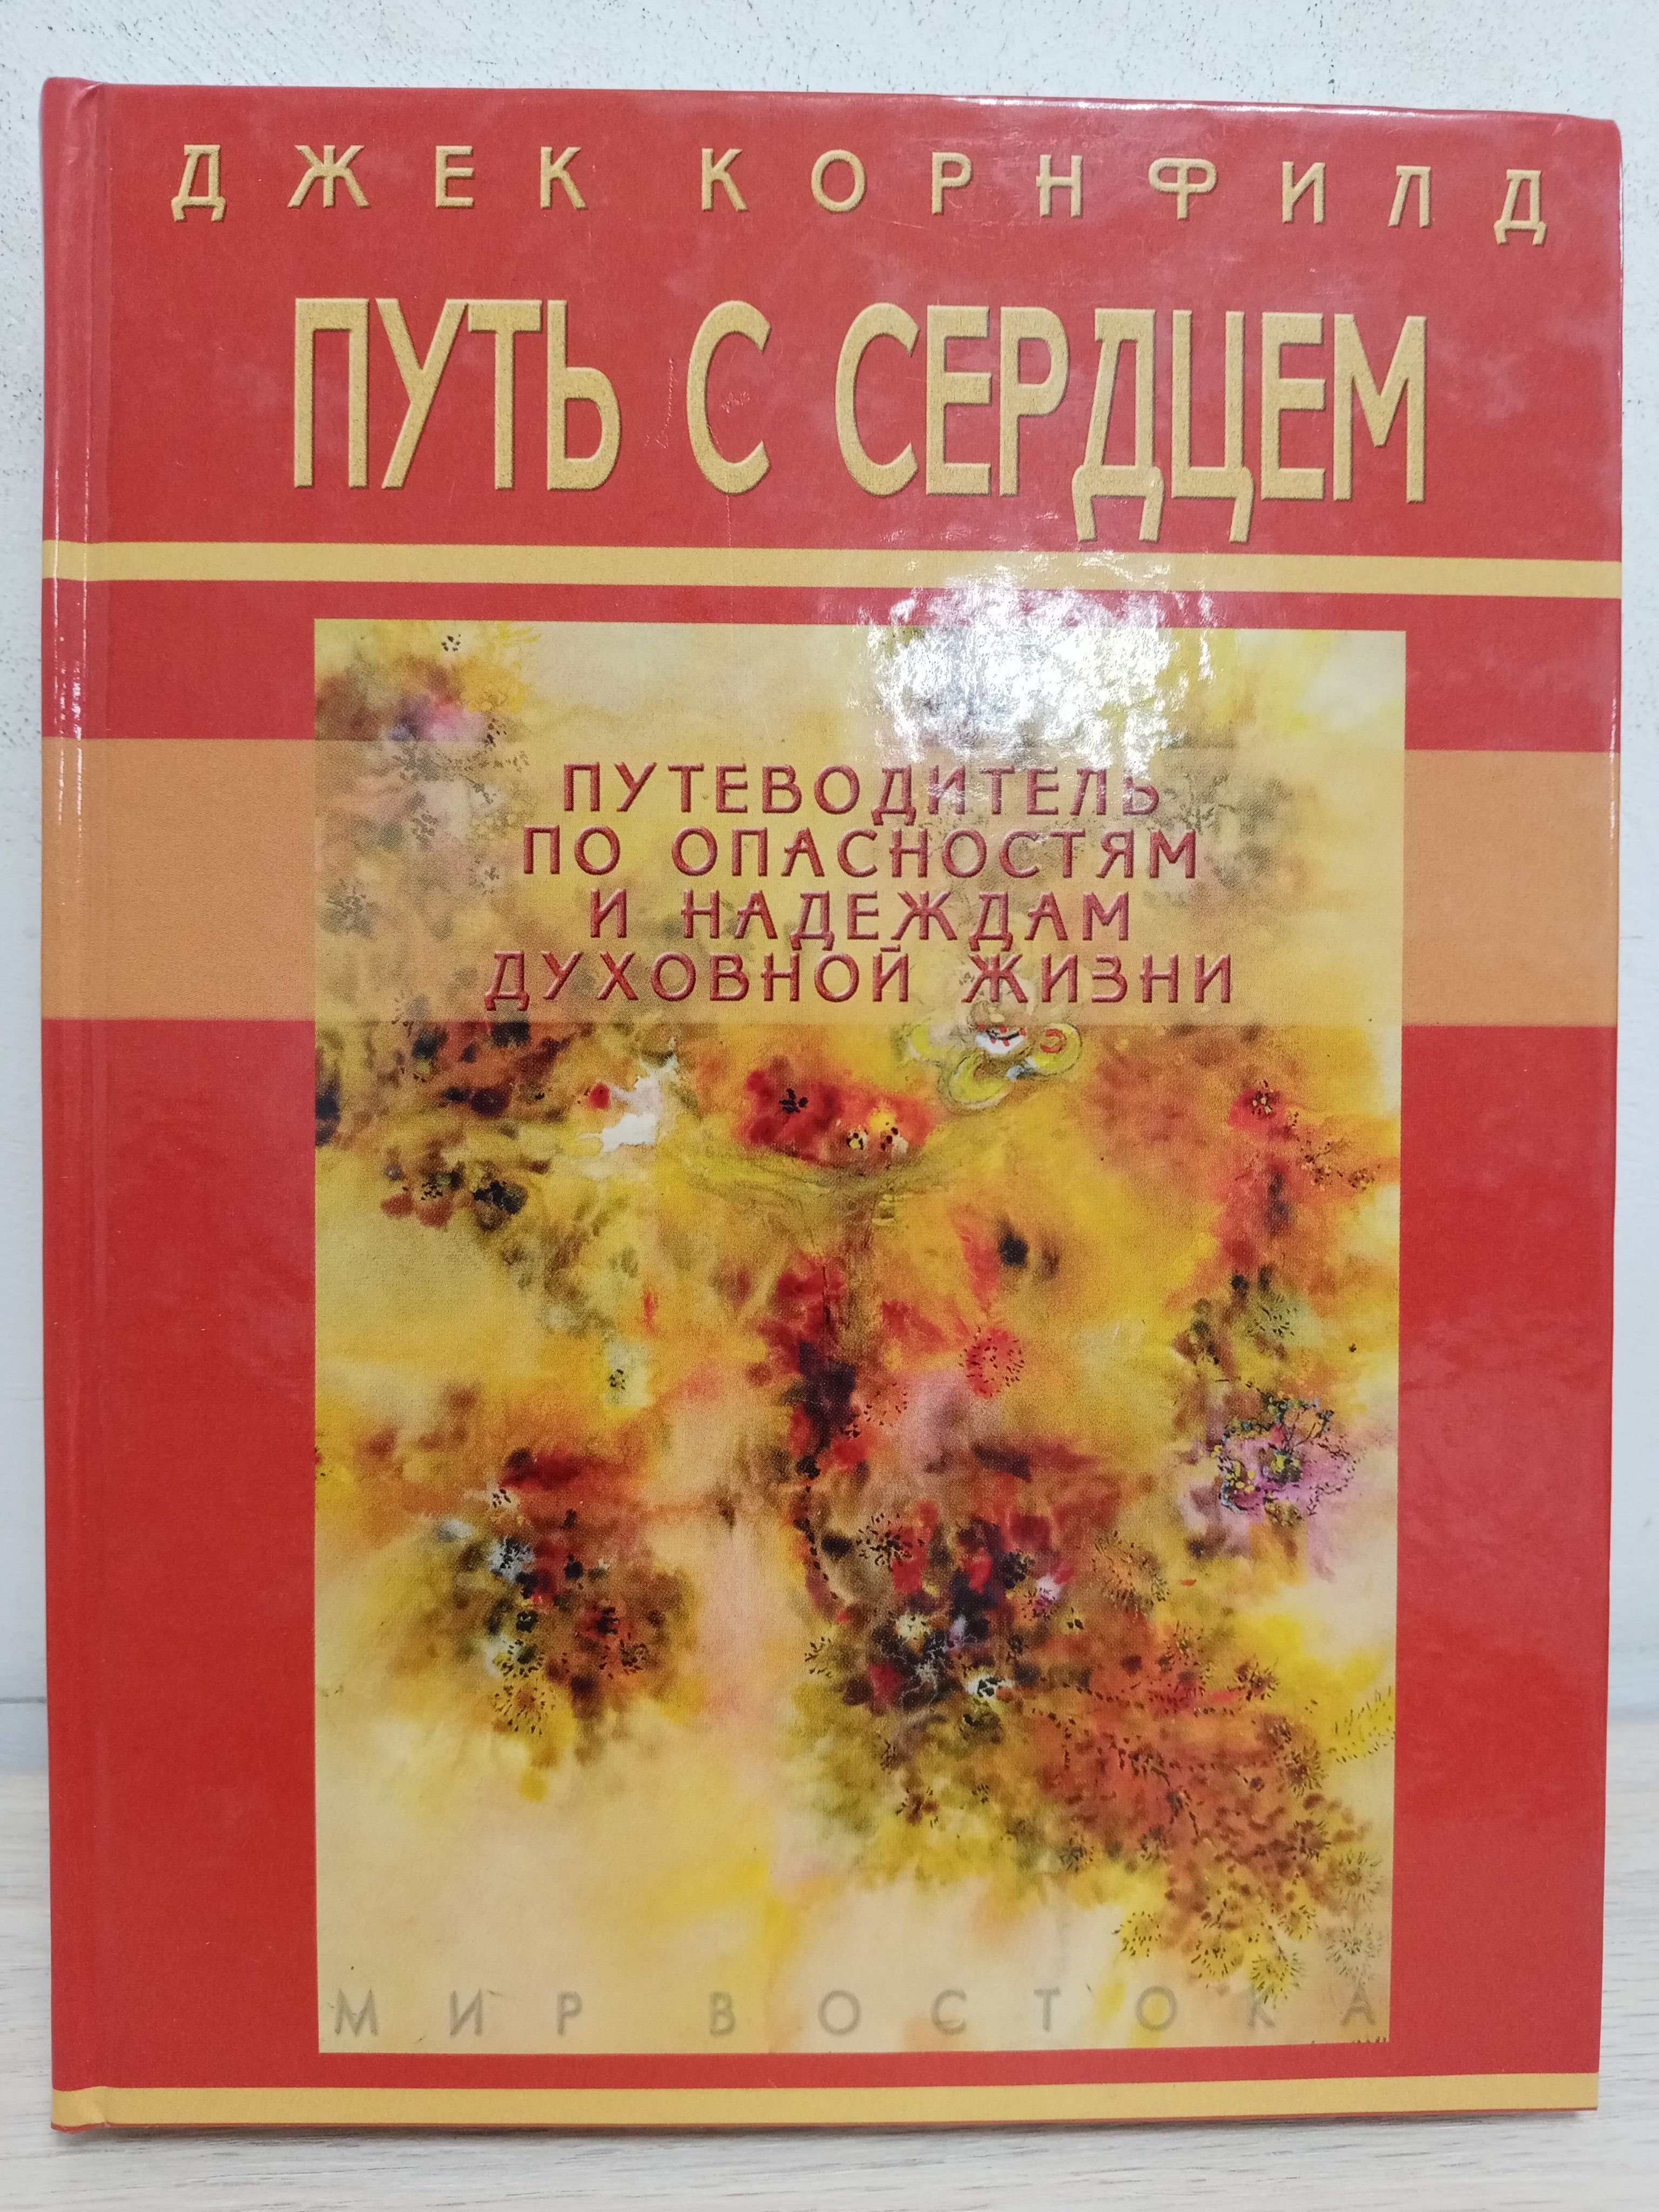 ДЖЕК КОРНФИЛД
ПУТЬ С СЕРДЦЕМ
ПУТЕВОДИТЕЛЬ
ПО ОПАСНОСТЯМ
И НАДЕЖДАМ
ДУХОВНОЙ ЖИЗНИ
МИР ВОСТОКА